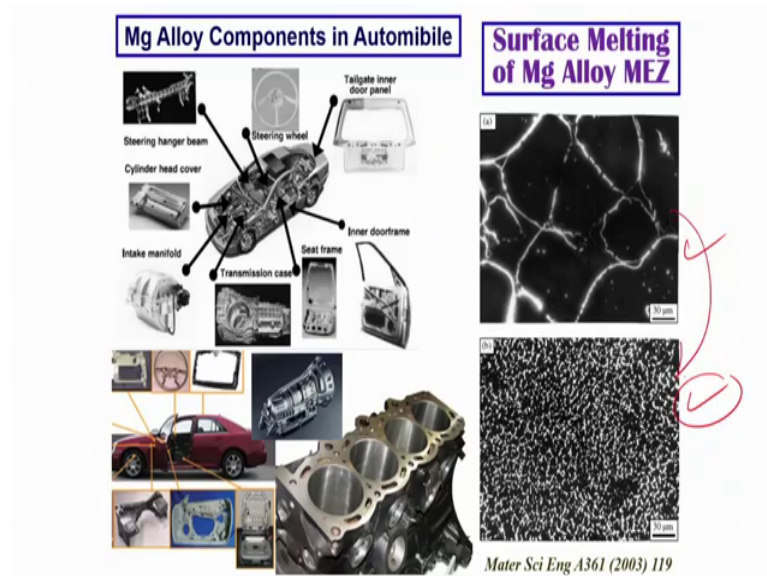 Mg Alloy Components in Automibile
Surface Melting
of Mg Alloy MEZ
Tailgate inner
door panel
Steering hanger beam
Steering wheel
Cylinder head cover
Intake manifold
Transmission case
Seat frame
Inner doorframe
(a)
30 µm
(b)
30 µm
Mater Sci Eng A361 (2003) 119